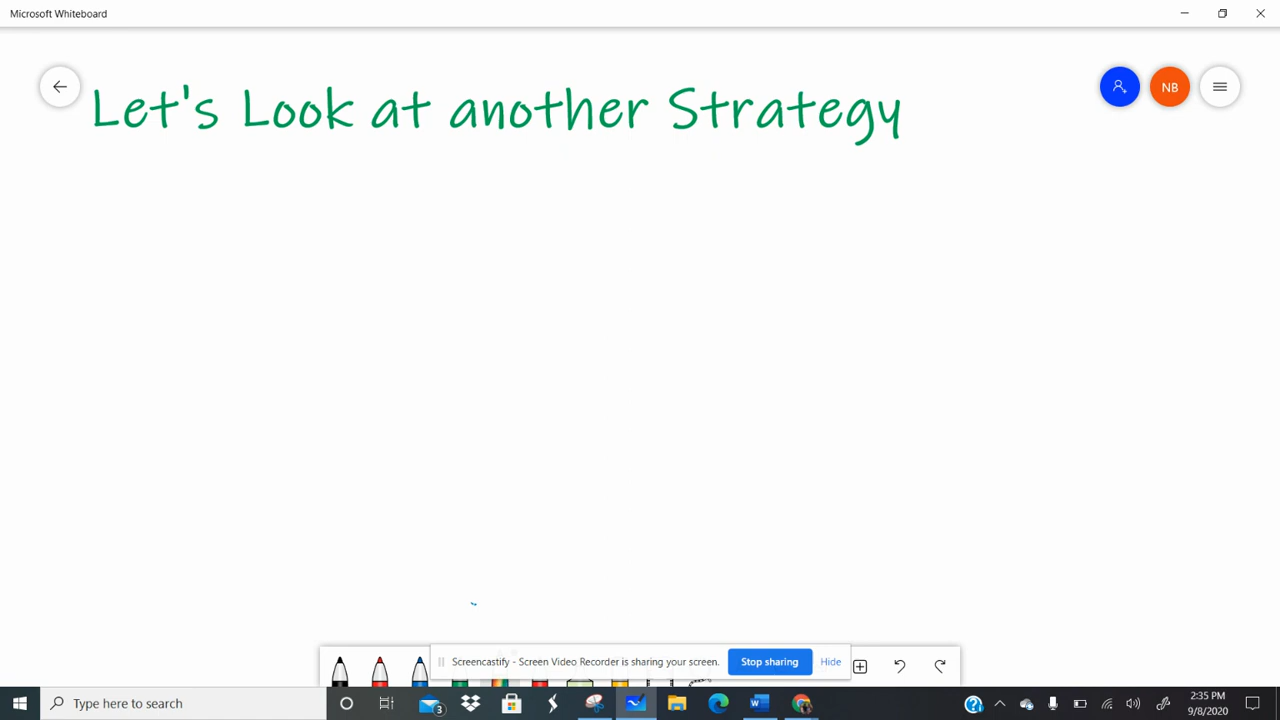 Microsoft Whiteboard
Let's Look at another Strategy
NB
Screencastify - Screen Video Recorder is sharing your screen.
Stop sharing
Hide
Type here to search
3
W
2:35 PM
9/8/2020